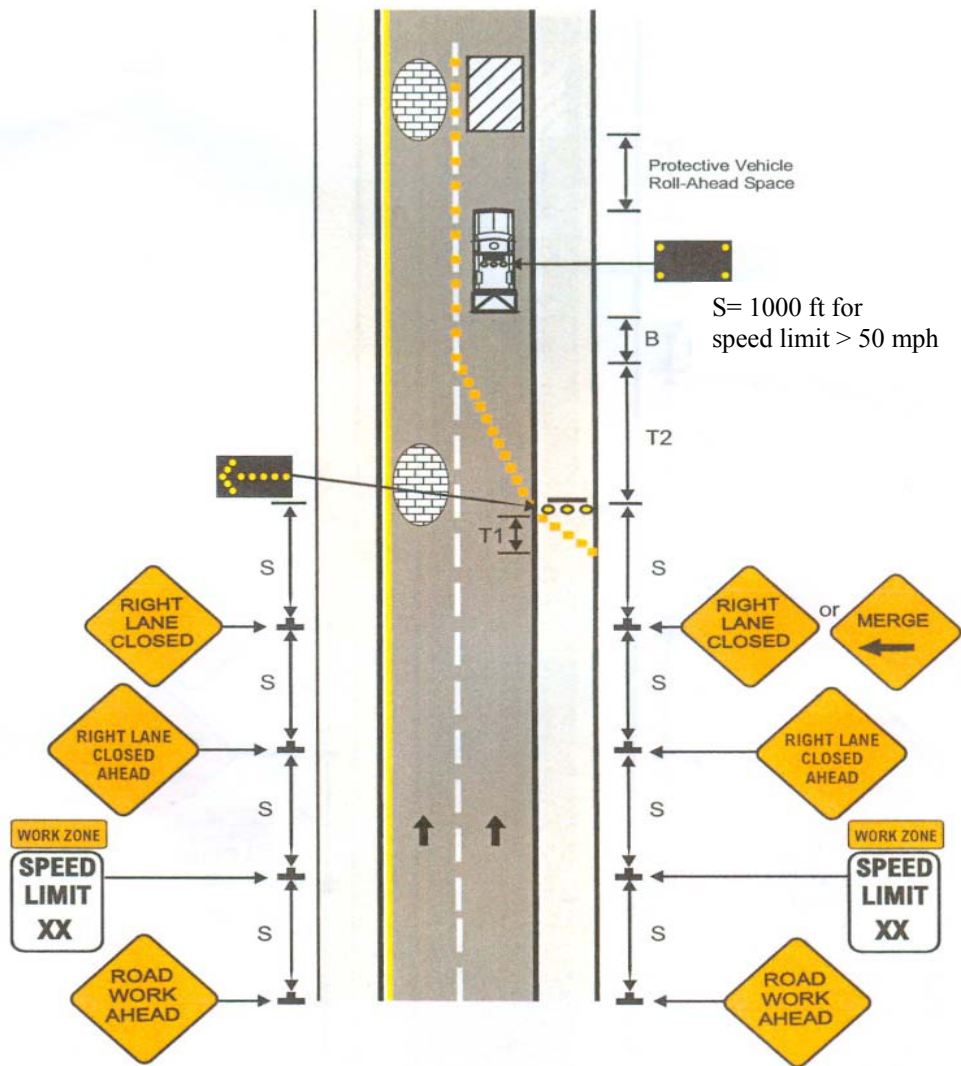 Protective Vehicle
Roll-Ahead Space
S= 1000 ft for
speed limit > 50 mph
B
T2
T1
S
S
RIGHT
LANE
CLOSED
RIGHT
LANE
CLOSED
or
MERGE
S
S
RIGHT LANE
CLOSED
AHEAD
RIGHT LANE
CLOSED
AHEAD
S
S
WORK ZONE
SPEED
LIMIT
XX
WORK ZONE
SPEED
LIMIT
XX
S
S
ROAD
WORK
AHEAD
ROAD
WORK
AHEAD